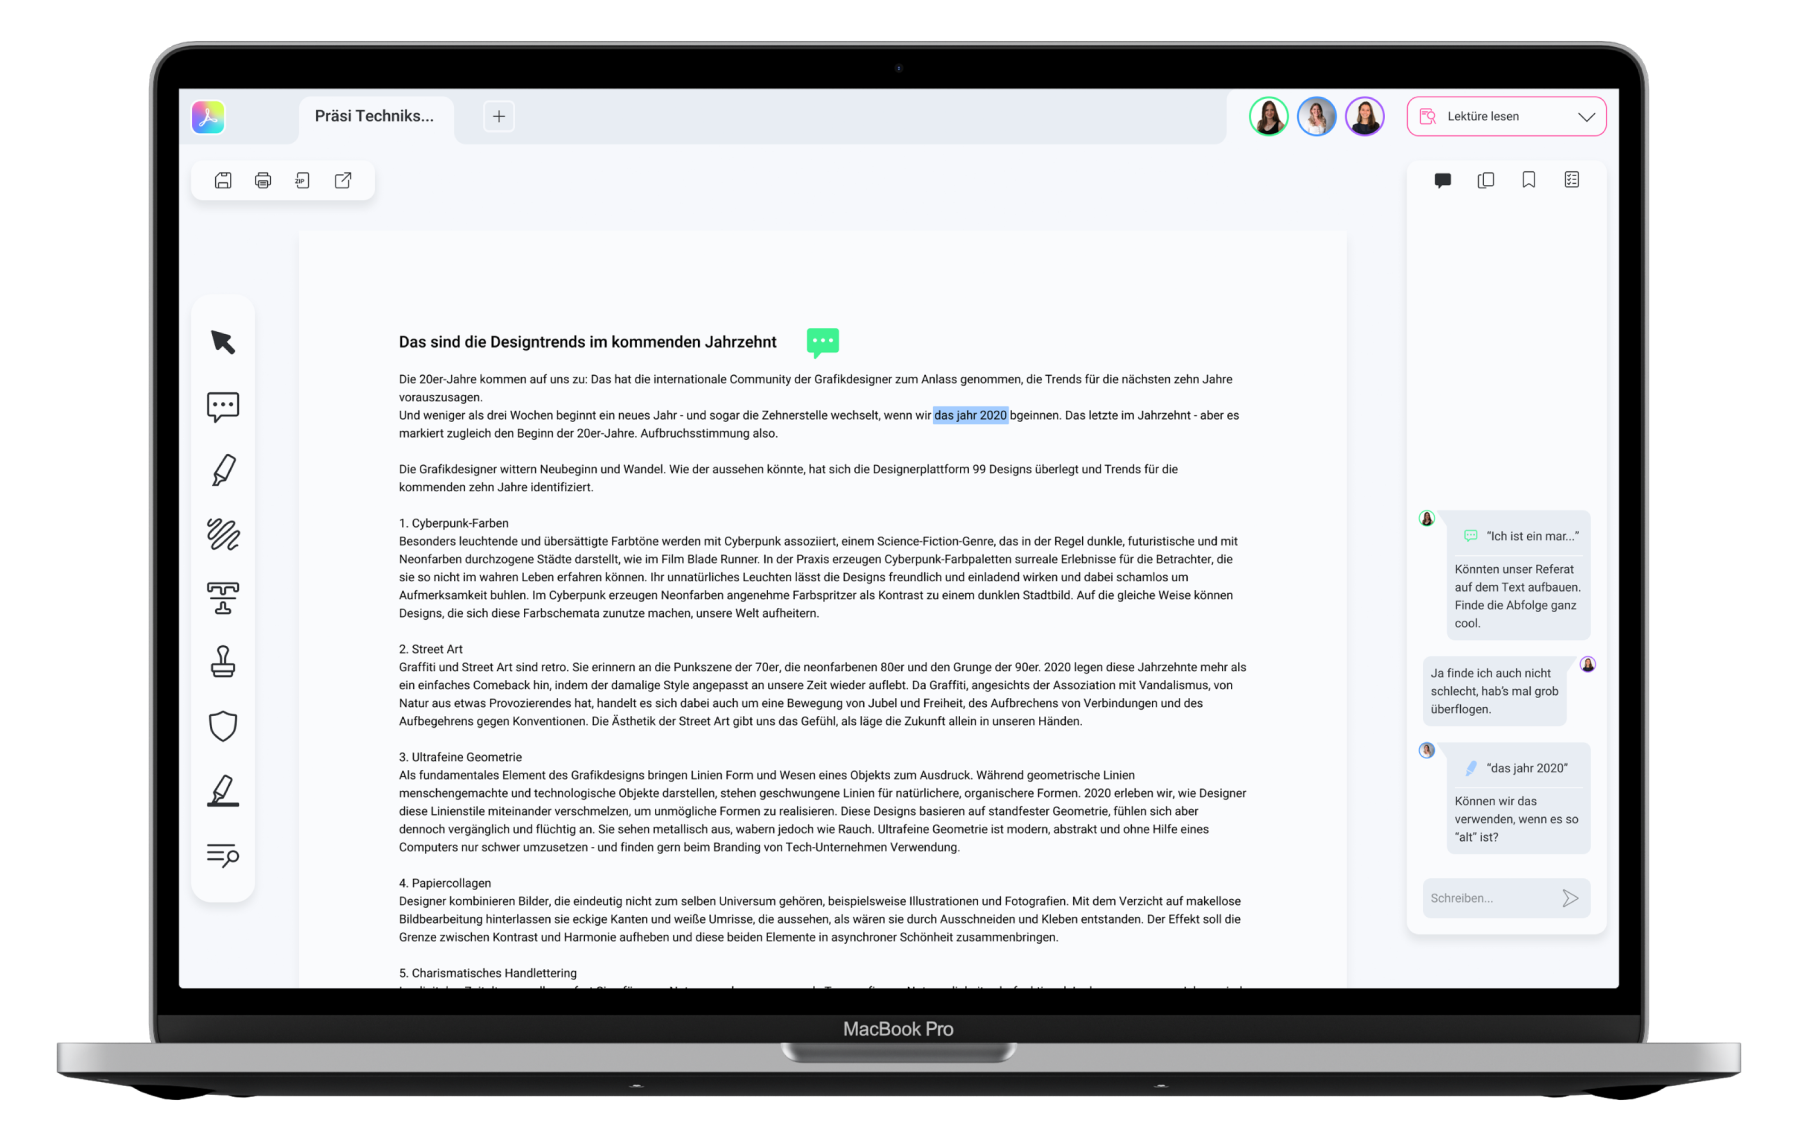 Präsi Techniks...
+
Lektüre lesen
ZIP
Das sind die Designtrends im kommenden Jahrzehnt
Die 20er-Jahre kommen auf uns zu: Das hat die internationale Community der Grafikdesigner zum Anlass genommen, die Trends für die nächsten zehn Jahre
vorauszusagen.
Und weniger als drei Wochen beginnt ein neues Jahr - und sogar die Zehnerstelle wechselt, wenn wir das jahr 2020 bgeinnen. Das letzte im Jahrzehnt - aber es
markiert zugleich den Beginn der 20er-Jahre. Aufbruchsstimmung also.
Die Grafikdesigner wittern Neubeginn und Wandel. Wie der aussehen könnte, hat sich die Designerplattform 99 Designs überlegt und Trends für die
kommenden zehn Jahre identifiziert.
1. Cyberpunk-Farben
Besonders leuchtende und übersättigte Farbtöne werden mit Cyberpunk assoziiert, einem Science-Fiction-Genre, das in der Regel dunkle, futuristische und mit
Neonfarben durchzogene Städte darstellt, wie im Film Blade Runner. In der Praxis erzeugen Cyberpunk-Farbpaletten surreale Erlebnisse für die Betrachter, die
sie so nicht im wahren Leben erfahren können. Ihr unnatürliches Leuchten lässt die Designs freundlich und einladend wirken und dabei schamlos um
Aufmerksamkeit buhlen. Im Cyberpunk erzeugen Neonfarben angenehme Farbspritzer als Kontrast zu einem dunklen Stadtbild. Auf die gleiche Weise können
Designs, die sich diese Farbschemata zunutze machen, unsere Welt aufheitern.
2. Street Art
Graffiti und Street Art sind retro. Sie erinnern an die Punkszene der 70er, die neonfarbenen 80er und den Grunge der 90er. 2020 legen diese Jahrzehnte mehr als
ein einfaches Comeback hin, indem der damalige Style angepasst an unsere Zeit wieder auflebt. Da Graffiti, angesichts der Assoziation mit Vandalismus, von
Natur aus etwas Provozierendes hat, handelt es sich dabei auch um eine Bewegung von Jubel und Freiheit, des Aufbrechens von Verbindungen und des
Aufbegehrens gegen Konventionen. Die Ästhetik der Street Art gibt uns das Gefühl, als läge die Zukunft allein in unseren Händen.
3. Ultrafeine Geometrie
Als fundamentales Element des Grafikdesigns bringen Linien Form und Wesen eines Objekts zum Ausdruck. Während geometrische Linien
menschengemachte und technologische Objekte darstellen, stehen geschwungene Linien für natürlichere, organischere Formen. 2020 erleben wir, wie Designer
diese Linienstile miteinander verschmelzen, um unmögliche Formen zu realisieren. Diese Designs basieren auf standfester Geometrie, fühlen sich aber
dennoch vergänglich und flüchtig an. Sie sehen metallisch aus, wabern jedoch wie Rauch. Ultrafeine Geometrie ist modern, abstrakt und ohne Hilfe eines
Computers nur schwer umzusetzen - und finden gern beim Branding von Tech-Unternehmen Verwendung.
4. Papiercollagen
Designer kombinieren Bilder, die eindeutig nicht zum selben Universum gehören, beispielsweise Illustrationen und Fotografien. Mit dem Verzicht auf makellose
Bildbearbeitung hinterlassen sie eckige Kanten und weiße Umrisse, die aussehen, als wären sie durch Ausschneiden und Kleben entstanden. Der Effekt soll die
Grenze zwischen Kontrast und Harmonie aufheben und diese beiden Elemente in asynchroner Schönheit zusammenbringen.
5. Charismatisches Handlettering
"Ich ist ein mar..."
Könnten unser Referat
auf dem Text aufbauen.
Finde die Abfolge ganz
cool.
Ja finde ich auch nicht
schlecht, hab's mal grob
überflogen.
"das jahr 2020"
Können wir das
verwenden, wenn es so
"alt" ist?
Schreiben...
MacBook Pro